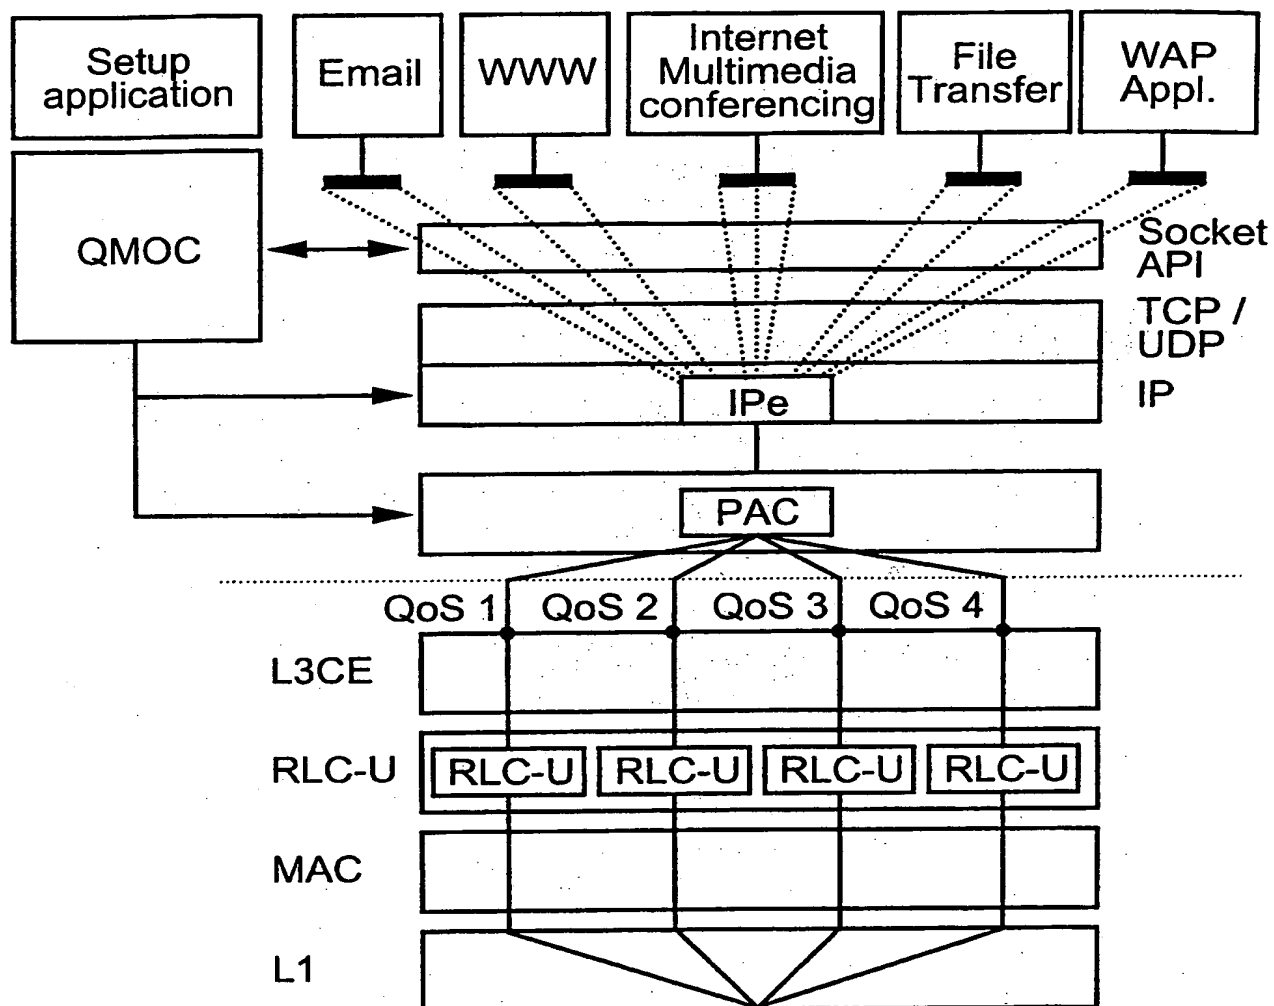 Setup
application
Email
WWW
Internet
Multimedia
conferencing
File
Transfer
WAP
Appl.
QMOC
Socket
API
TCP /
UDP
IP
IPe
PAC
QoS 1
QoS 2
QoS 3
QoS 4
L3CE
RLC-U
RLC-U
RLC-U
RLC-U
RLC-U
MAC
L1